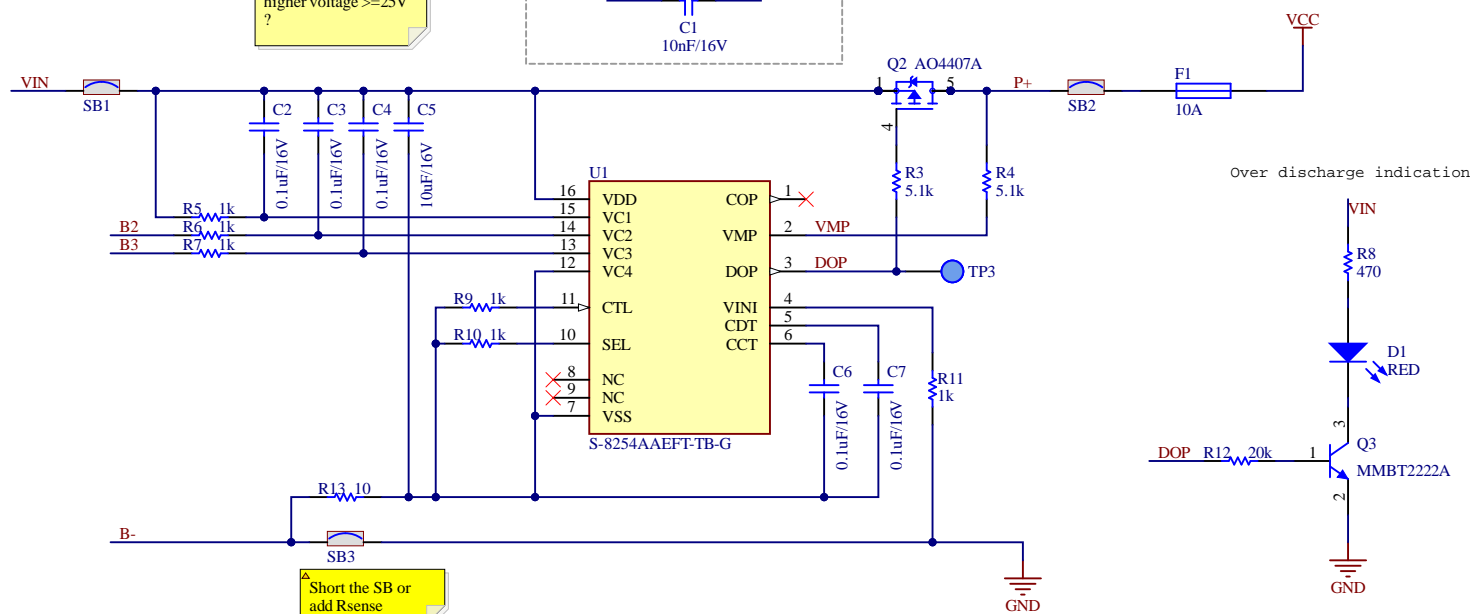 higher voltage >=25V
?
C1
10nF/16V
VCC
Q2 AO4407A
1
5
P+
F1
VIN
SB1
SB2
10A
C2
C3
C4
C5
4
0.1uF/16V
0.1uF/16V
0.1uF/16V
10uF/16V
R3
5.1k
R4
5.1k
Over discharge indication
U1
16 VDD
COP 1
R5 1k
15 VC1
B2
R6 1k
14 VC2
VMP 2
VMP
B3
R7 1k
13 VC3
12 VC4
DOP 3
DOP
TP3
VIN
R8
470
R9 1k
11 CTL
VINI 4
CDT 5
R10 1k
10 SEL
CCT 6
8 NC
9 NC
7 VSS
C6
C7
0.1uF/16V
0.1uF/16V
R11
1k
D1
RED
S-8254AAEFT-TB-G
3
Q3
DOP R12 20k
1
MMBT2222A
2
R13 10
B-
SB3
Short the SB or
add Rsense
GND
GND